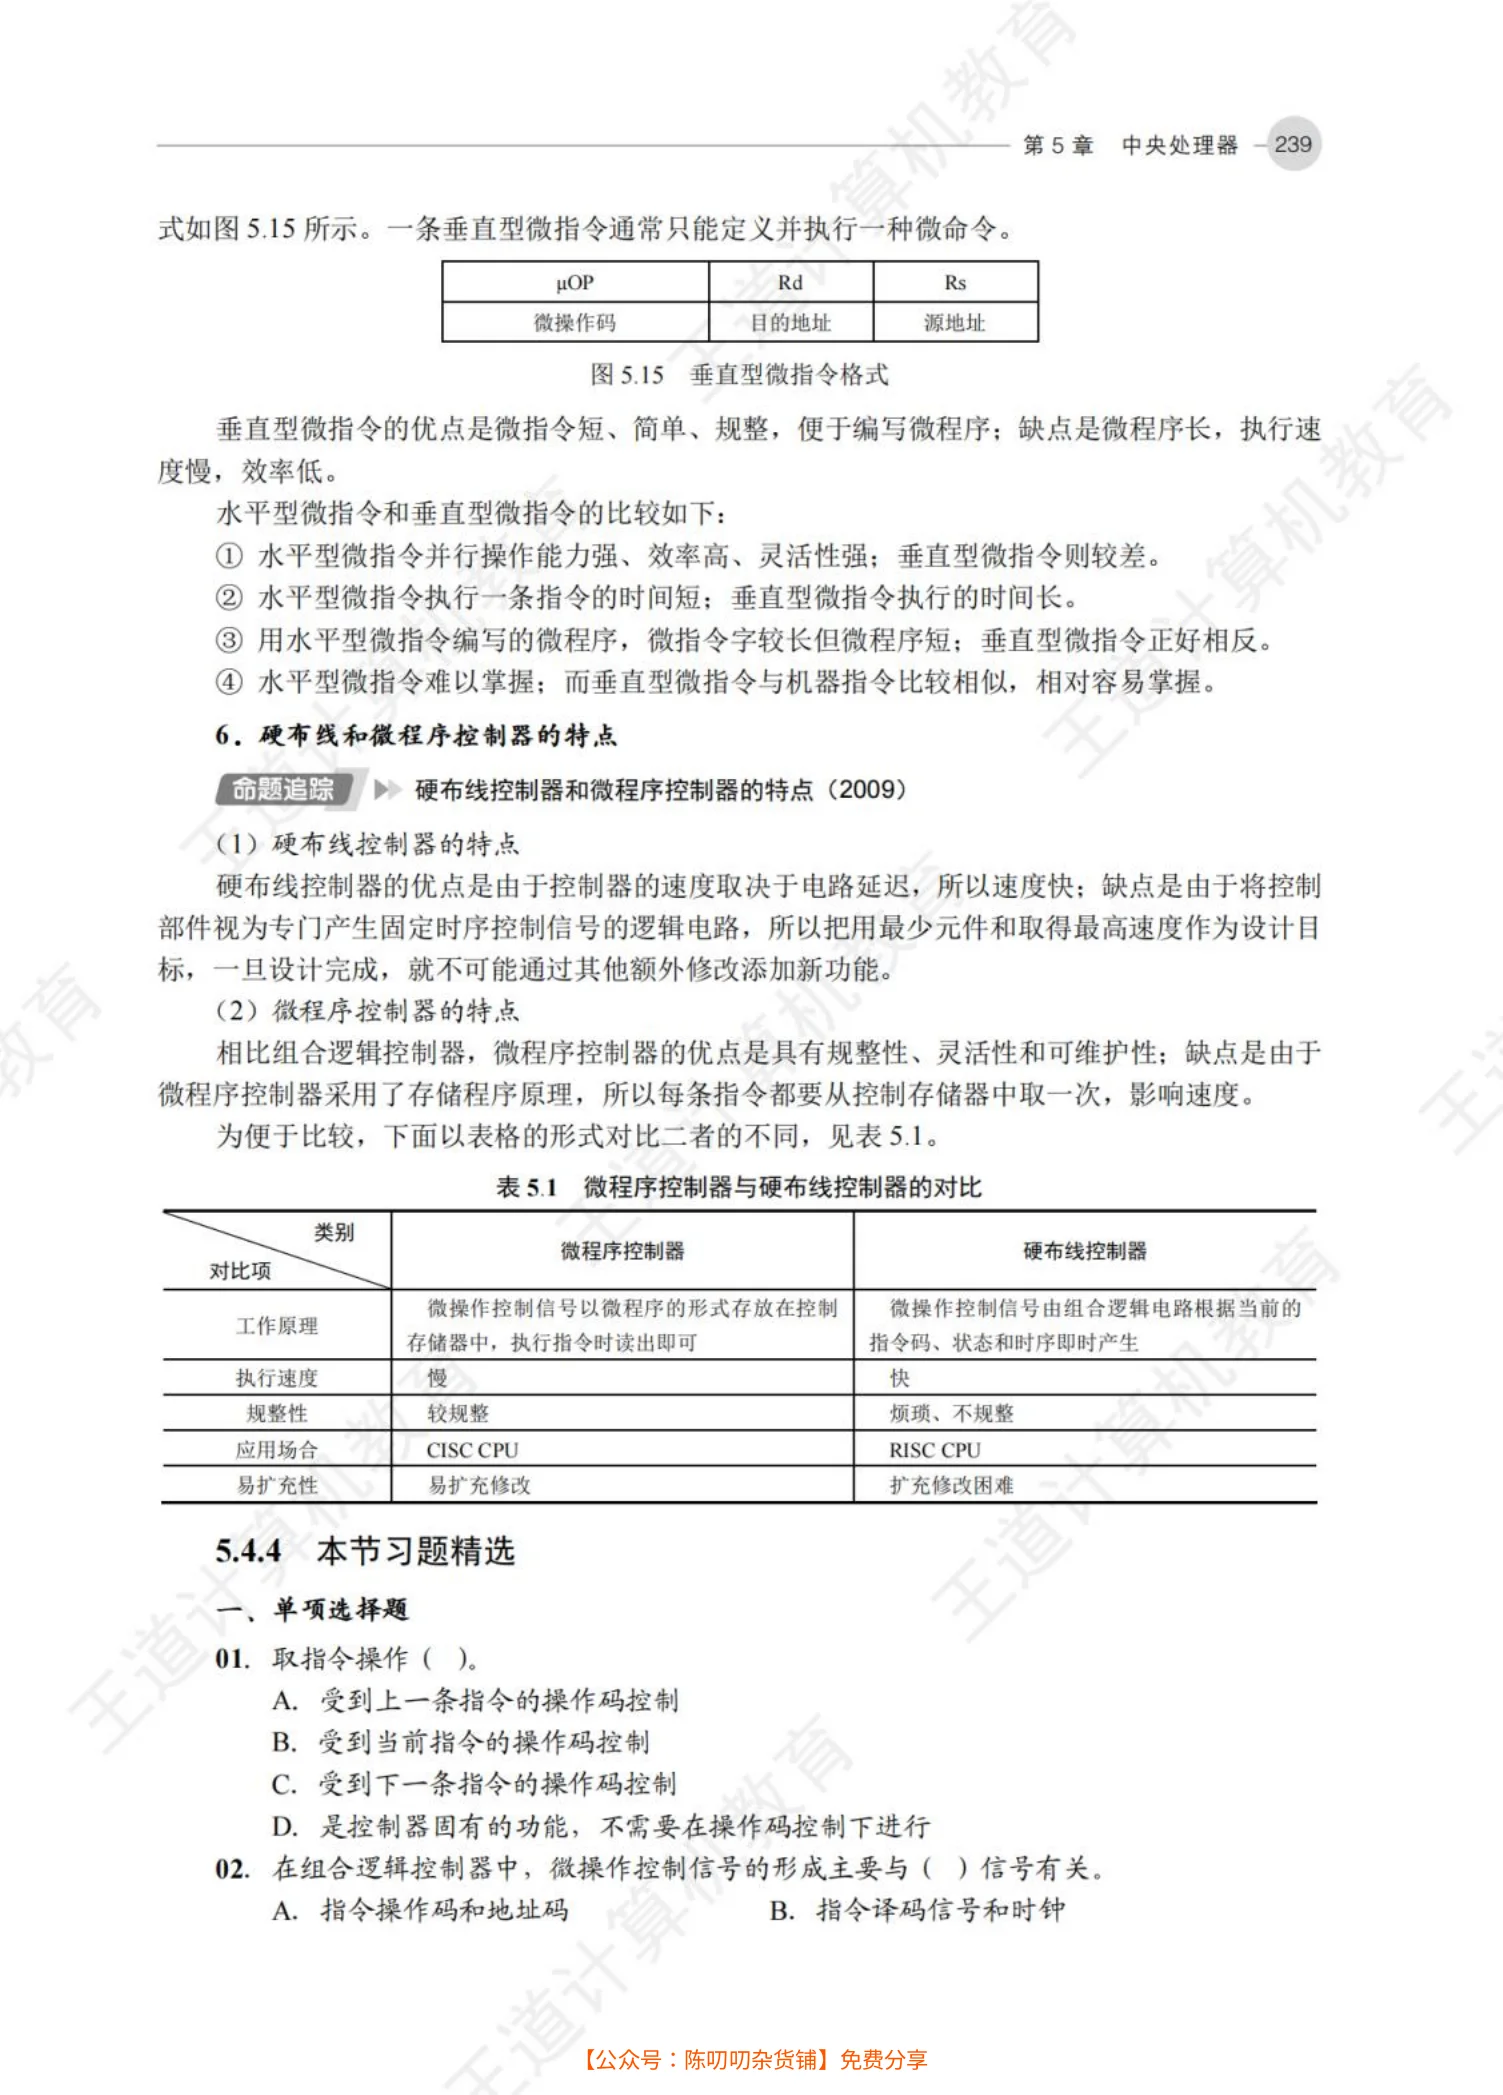 第 5 章 中央处理器 239
式如图 5.15 所示。一条垂直型微指令通常只能定义并执行一种微命令。
μOP Rd Rs
微操作码 目的地址 源地址
图 5.15 垂直型微指令格式
垂直型微指令的优点是微指令短、简单、规整，便于编写微程序；缺点是微程序长，执行速
度慢，效率低。
水平型微指令和垂直型微指令的比较如下：
① 水平型微指令并行操作能力强、效率高、灵活性强；垂直型微指令则较差。
② 水平型微指令执行一条指令的时间短；垂直型微指令执行的时间长。
③ 用水平型微指令编写的微程序，微指令字较长但微程序短；垂直型微指令正好相反。
④ 水平型微指令难以掌握；而垂直型微指令与机器指令比较相似，相对容易掌握。
6．硬布线和微程序控制器的特点
命题追踪 硬布线控制器和微程序控制器的特点（2009）
（1）硬布线控制器的特点
硬布线控制器的优点是由于控制器的速度取决于电路延迟，所以速度快；缺点是由于将控制
部件视为专门产生固定时序控制信号的逻辑电路，所以把用最少元件和取得最高速度作为设计目
标，一旦设计完成，就不可能通过其他额外修改添加新功能。
（2）微程序控制器的特点
相比组合逻辑控制器，微程序控制器的优点是具有规整性、灵活性和可维护性；缺点是由于
微程序控制器采用了存储程序原理，所以每条指令都要从控制存储器中取一次，影响速度。
为便于比较，下面以表格的形式对比二者的不同，见表 5.1。
表 5.1 微程序控制器与硬布线控制器的对比
类别
对比项 微程序控制器 硬布线控制器
工作原理 微操作控制信号以微程序的形式存放在控制存储器中，执行指令时读出即可 微操作控制信号由组合逻辑电路根据当前的指令码、状态和时序即时产生
执行速度 慢 快
规整性 较规整 烦琐、不规整
应用场合 CISC CPU RISC CPU
易扩充性 易扩充修改 扩充修改困难
5.4.4 本节习题精选
一、单项选择题
01. 取指令操作（ ）。
A. 受到上一条指令的操作码控制
B. 受到当前指令的操作码控制
C. 受到下一条指令的操作码控制
D. 是控制器固有的功能，不需要在操作码控制下进行
02. 在组合逻辑控制器中，微操作控制信号的形成主要与（ ）信号有关。
A. 指令操作码和地址码 B. 指令译码信号和时钟
【公众号：陈叨叨杂货铺】免费分享
王道计算机教育